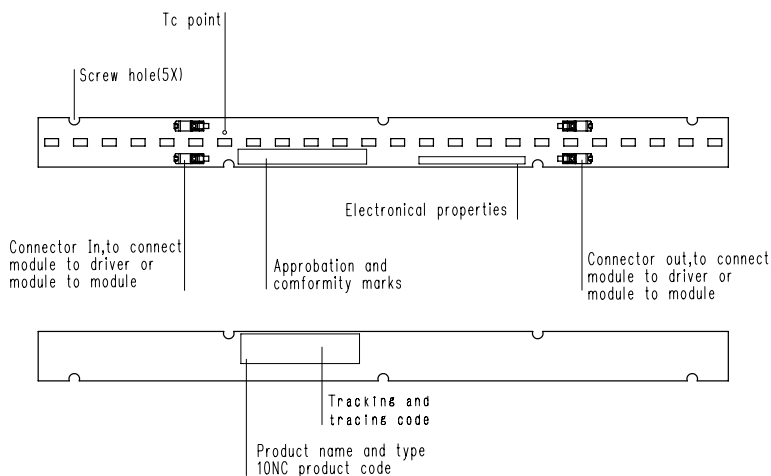 Tc point
Screw hole(5X)
Electronical properties
Connector In,to connect
module to driver or
module to module
Approbation and
comformity marks
Connector out,to connect
module to driver or
module to module
Tracking and
tracing code
Product name and type
10NC product code